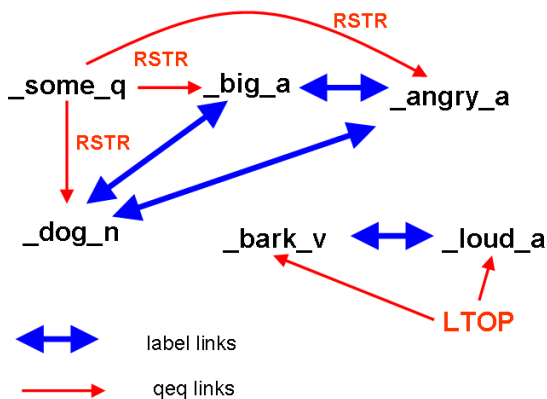 RSTR
RSTR
_some_q
_big_a
_angry_a
RSTR
_dog_n
_bark_v
_loud_a
LTOP
label links
qeq links